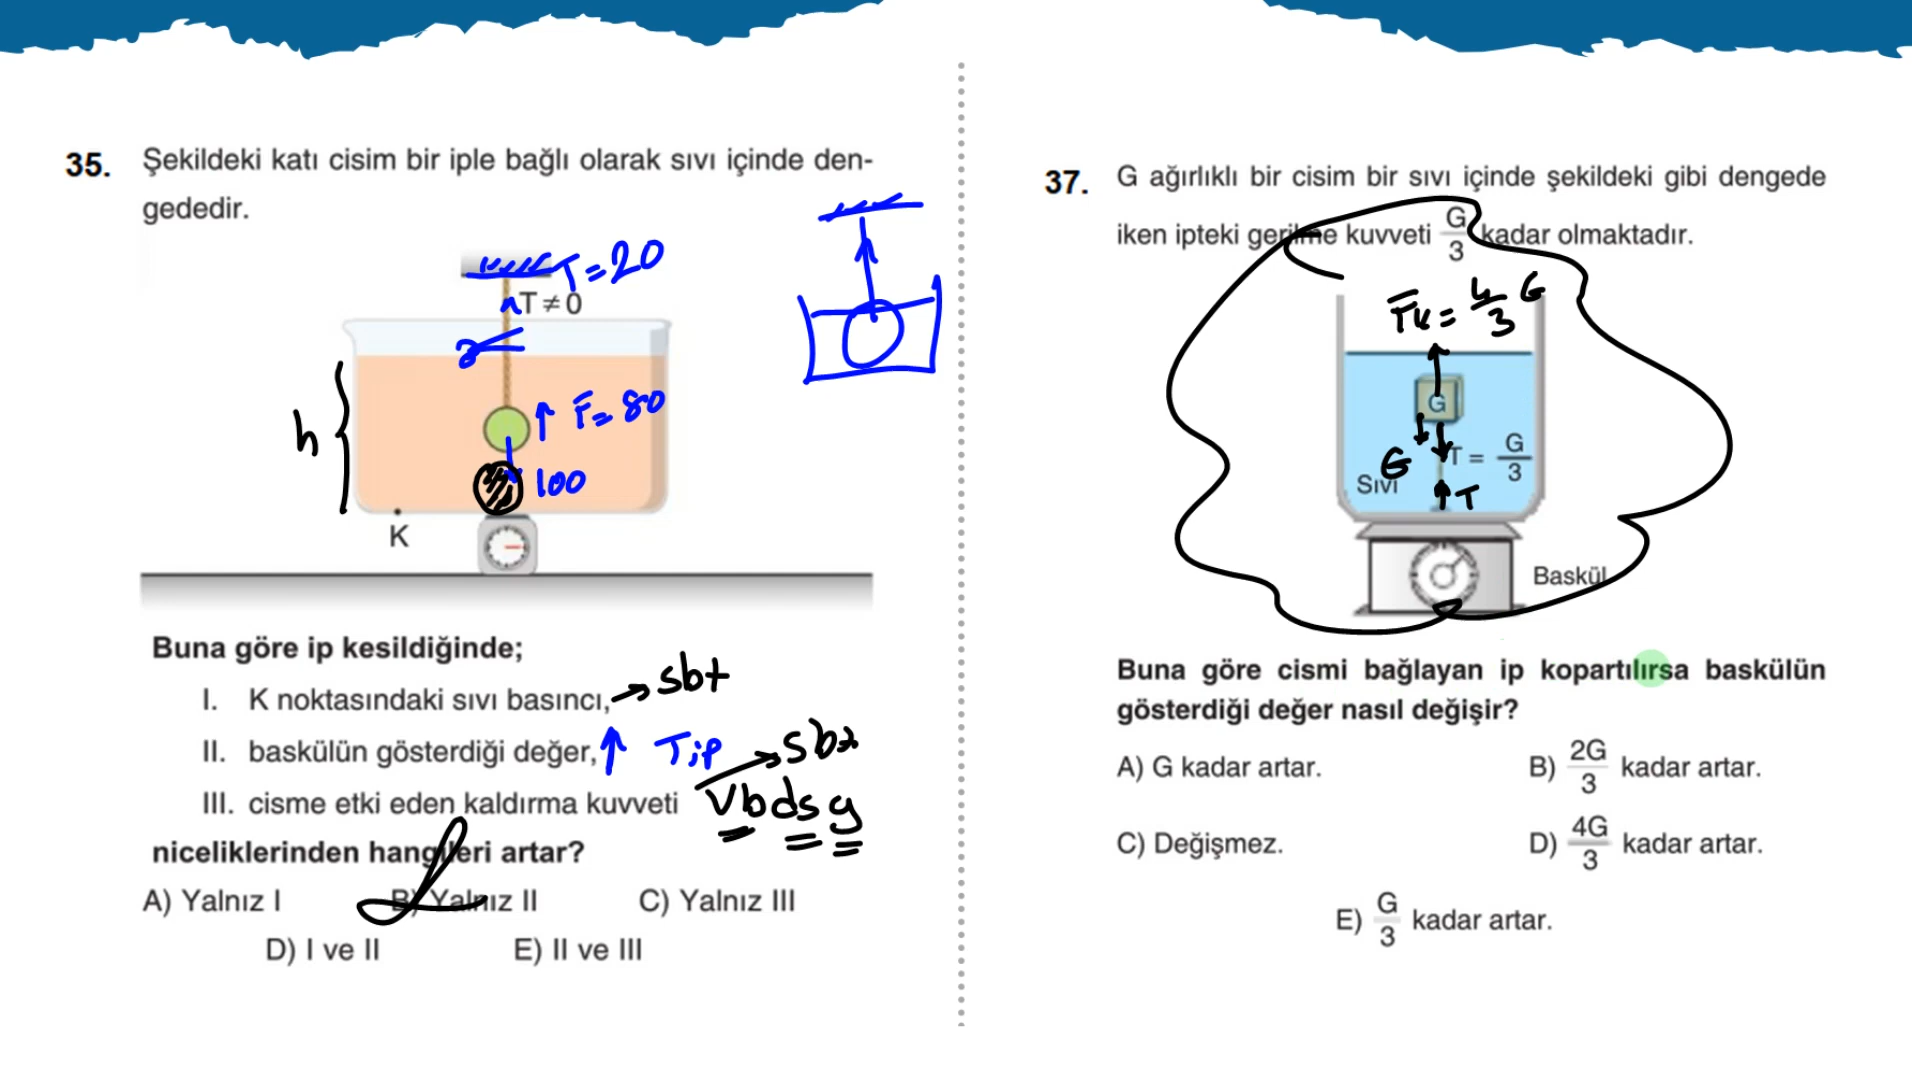 35. Şekildeki katı cisim bir iple bağlı olarak sıvı içinde den-
gededir.
T=20
T ≠ 0
F=80
h
100
K
Buna göre ip kesildiğinde;
I. K noktasındaki sıvı basıncı, → sbt
II. baskülün gösterdiği değer, ↑ Tip → sbt
III. cisme etki eden kaldırma kuvveti Vbdsg
niceliklerinden hangileri artar?
A) Yalnız I B) Yalnız II C) Yalnız III
D) I ve II E) II ve III
37. G ağırlıklı bir cisim bir sıvı içinde şekildeki gibi dengede
iken ipteki gerilme kuvveti G/3 kadar olmaktadır.
Fk = 4/3 G
G
G T = G/3
Sıvı T
Baskül
Buna göre cismi bağlayan ip kopartılırsa baskülün
gösterdiği değer nasıl değişir?
A) G kadar artar. B) 2G/3 kadar artar.
C) Değişmez. D) 4G/3 kadar artar.
E) G/3 kadar artar.